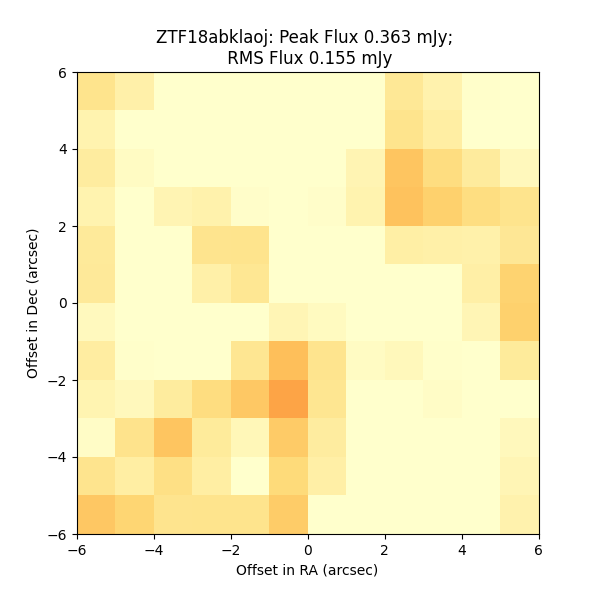 ZTF18abklaoj: Peak Flux 0.363 mJy;
RMS Flux 0.155 mJy
6
4
2
0
−2
−4
−6
Offset in Dec (arcsec)
−6 −4 −2 0 2 4 6
Offset in RA (arcsec)